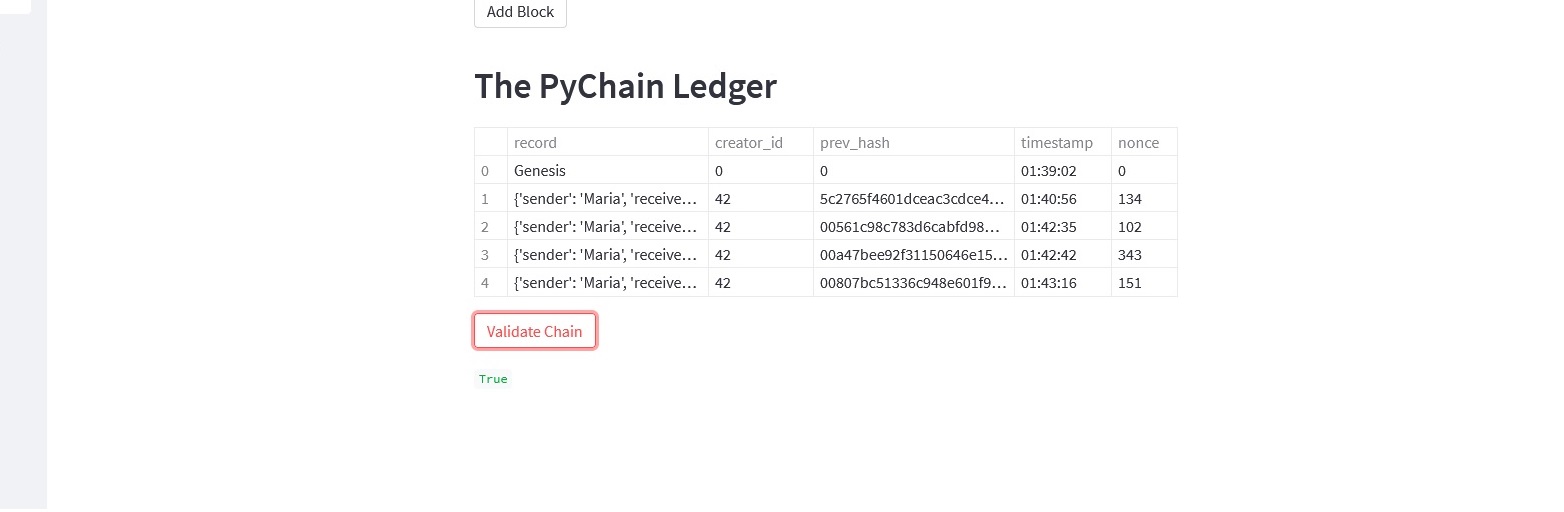 Add Block
The PyChain Ledger
record creator_id prev_hash timestamp nonce
0 Genesis 0 0 01:39:02 0
1 {'sender': 'Maria', 'receive... 42 5c2765f4601dceac3cdce4... 01:40:56 134
2 {'sender': 'Maria', 'receive... 42 00561c98c783d6cabfd98... 01:42:35 102
3 {'sender': 'Maria', 'receive... 42 00a47bee92f31150646e15... 01:42:42 343
4 {'sender': 'Maria', 'receive... 42 00807bc51336c948e601f9... 01:43:16 151
Validate Chain
True